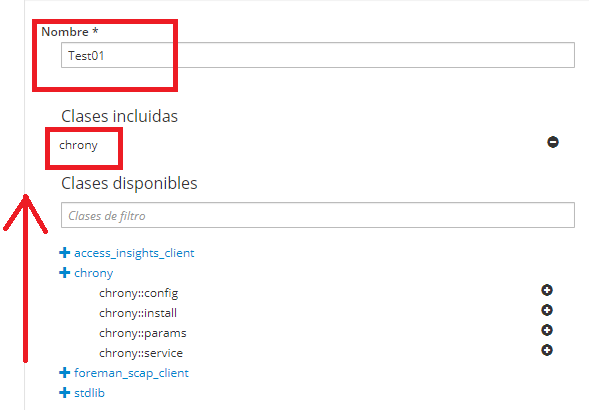 Nombre *
Test01
Clases incluidas
chrony
Clases disponibles
Clases de filtro
access_insights_client
chrony
chrony::config
chrony::install
chrony::params
chrony::service
foreman_scap_client
stdlib